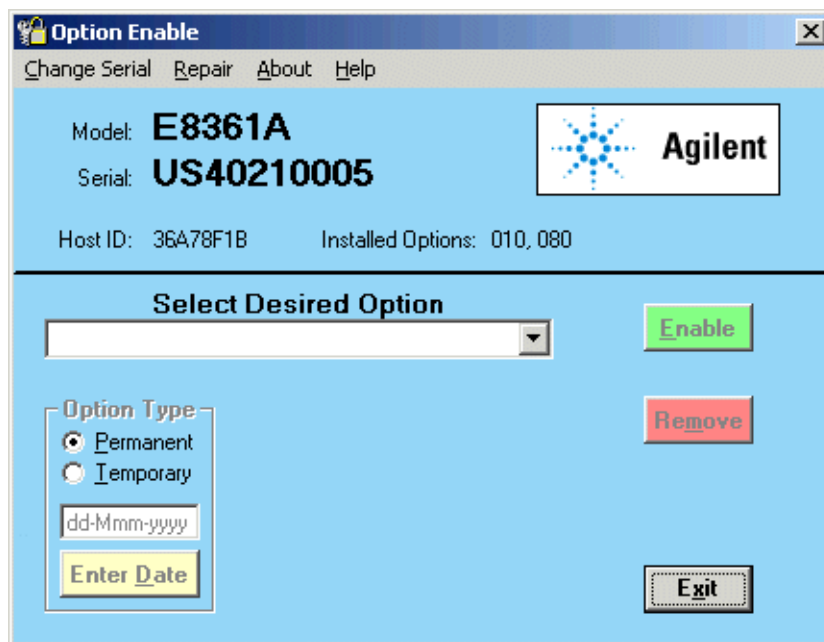 Option Enable
Change Serial Repair About Help
Model: E8361A
Serial: US40210005
Agilent
Host ID: 36A78F1B Installed Options: 010, 080
Select Desired Option
Enable
Option Type
Permanent
Temporary
dd-Mmm-yyyy
Enter Date
Remove
Exit